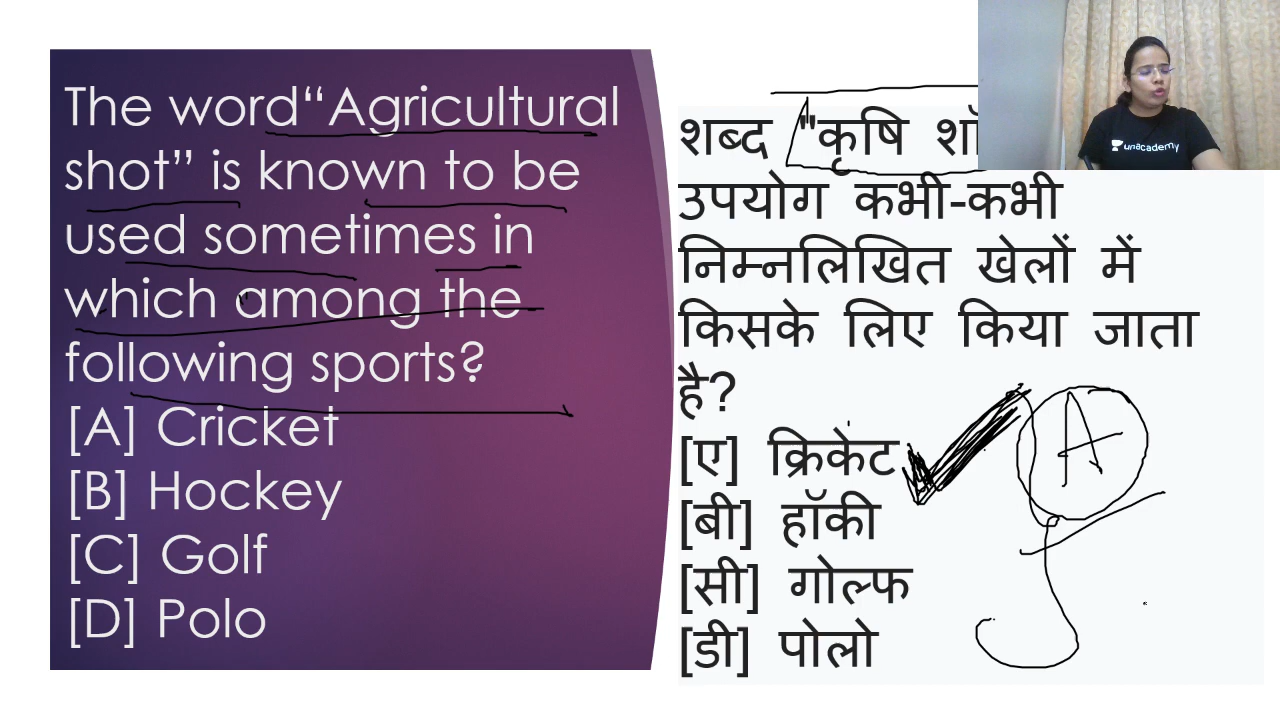 The word“Agricultural
shot” is known to be
used sometimes in
which among the
following sports?
[A] Cricket
[B] Hockey
[C] Golf
[D] Polo
शब्द "कृषि
उपयोग कभी-कभी
निम्नलिखित खेलों में
किसके लिए किया जाता
है?
[ए] क्रिकेट
[बी] हॉकी
[सी] गोल्फ
[डी] पोलो
A
unacademy